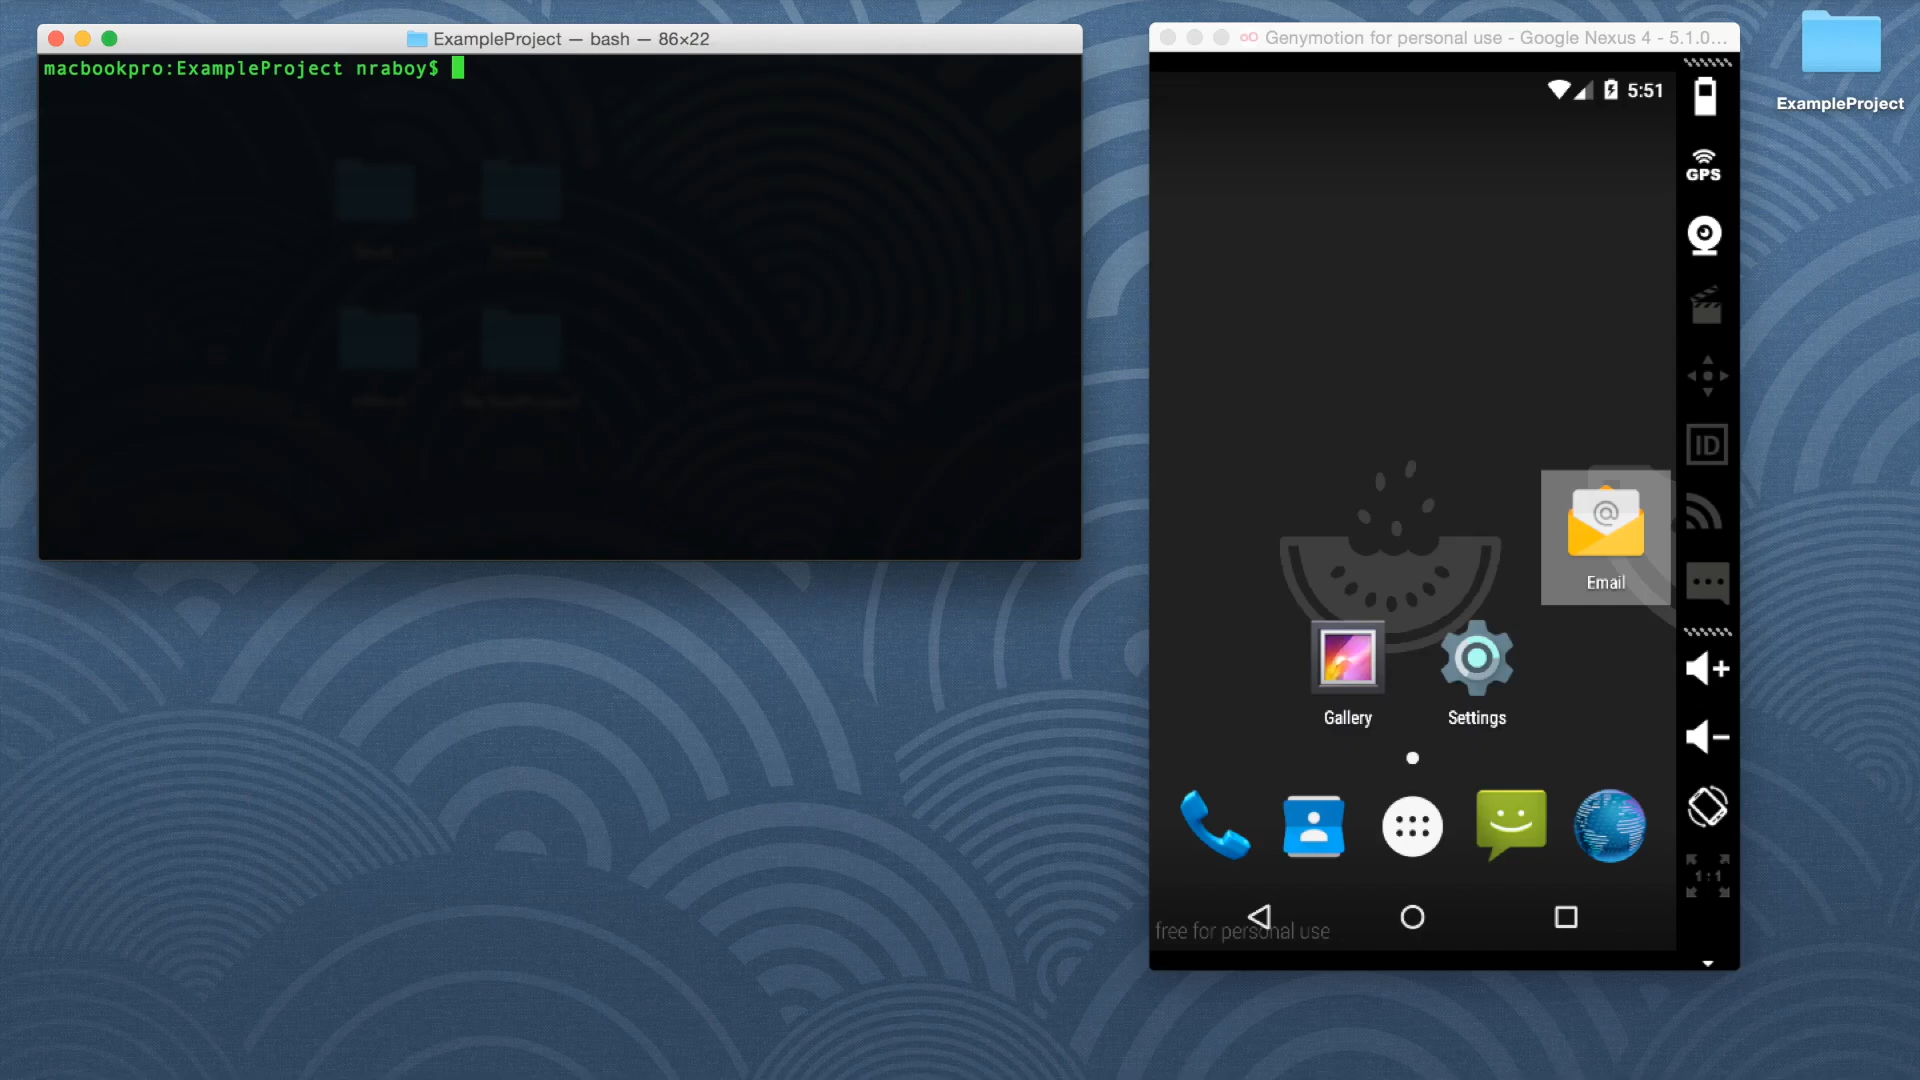 ExampleProject — bash — 86×22
macbookpro:ExampleProject nraboy$
Genymotion for personal use - Google Nexus 4 - 5.1.0...
5:51
GPS
ID
@
Email
Gallery
Settings
1:1
free for personal use
ExampleProject